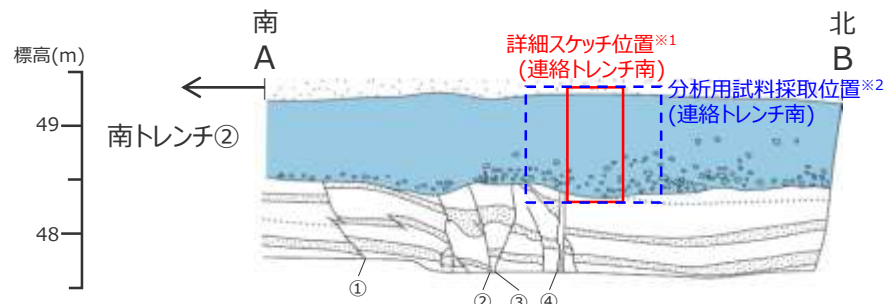 南
A
北
B
標高(m)
詳細スケッチ位置※1
(連絡トレンチ南)
分析用試料採取位置※2
(連絡トレンチ南)
49
南トレンチ②
48
①
②
③
④